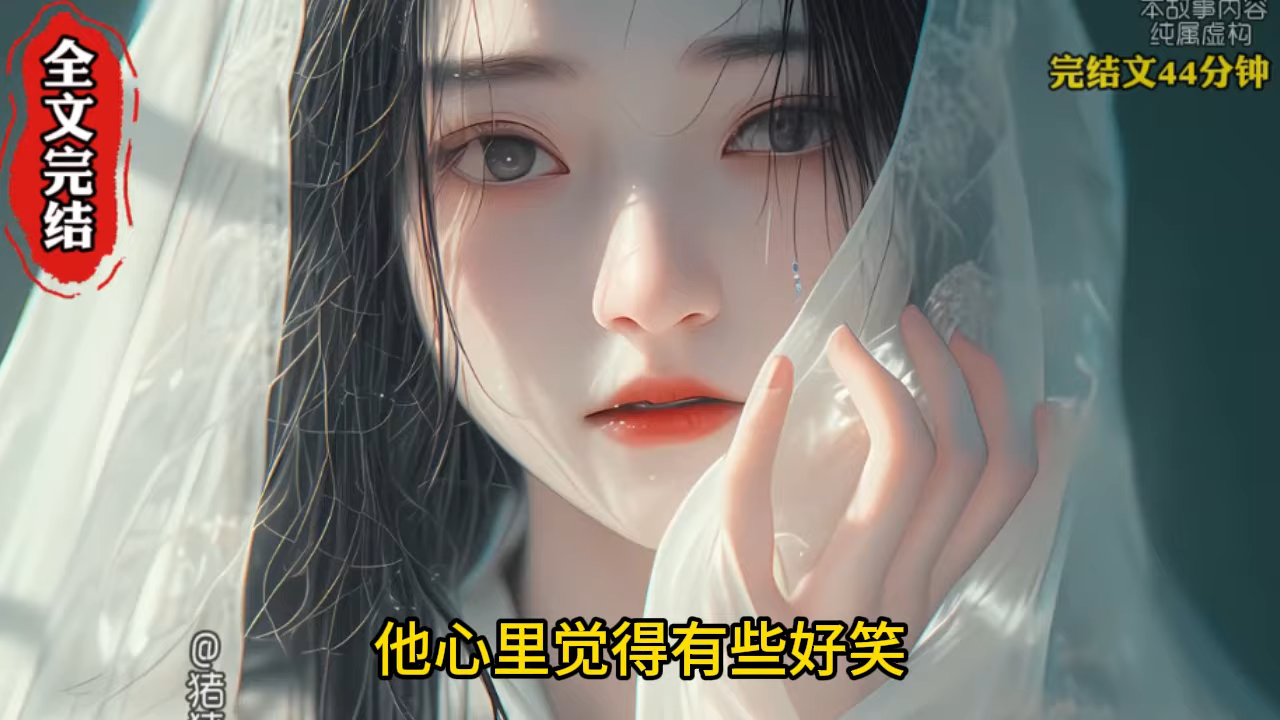 全文完结
本故事内容
纯属虚构
完结文44分钟
他心里觉得有些好笑
@猪